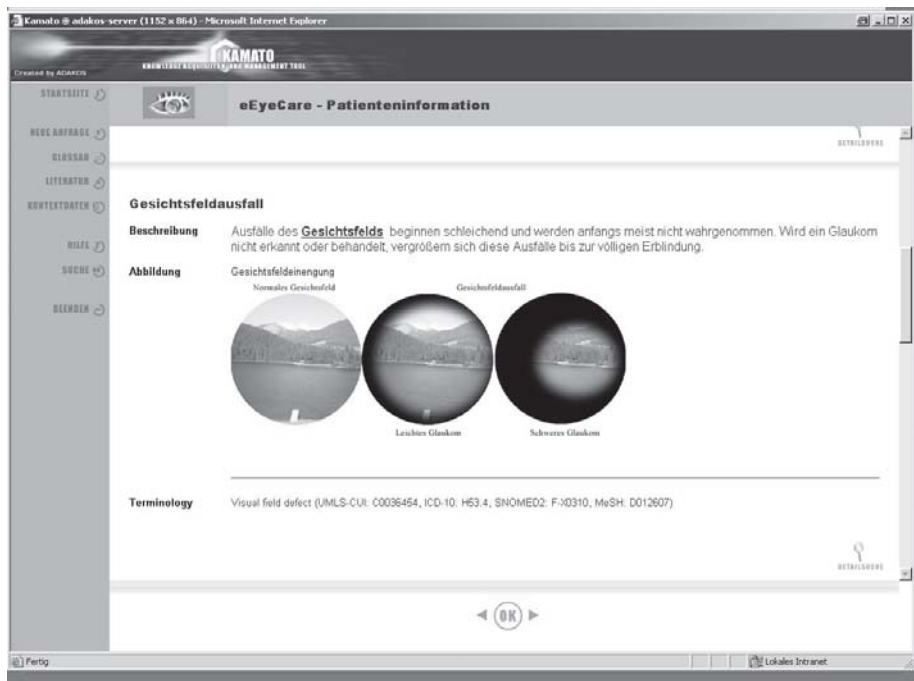 Kamato @ adakos-server (1152 x 864) - Microsoft Internet Explorer
KAMATO
KNOWLEDGE ACQUISITION AND MANAGEMENT TOOL
Created by ADAKOS
STARTSEITE
eEyeCare - Patienteninformation
NEUE ANFRAGE
DETAILSUCHE
GLOSSAR
LITERATUR
KONTEXTDATEN
Gesichtsfeldausfall
Beschreibung Ausfälle des Gesichtsfelds beginnen schleichend und werden anfangs meist nicht wahrgenommen. Wird ein Glaukom
nicht erkannt oder behandelt, vergrößern sich diese Ausfälle bis zur völligen Erblindung.
HILFE
SUCHE
Abbildung Gesichtsfeldeinengung
Normales Gesichtsfeld Gesichtsfeldausfall
BEENDEN
Leichtes Glaukom Schweres Glaukom
Terminology Visual field defect (UMLS-CUI: C0036454, ICD-10: H53.4, SNOMED2: F-X0310, MeSH: D012607)
DETAILSUCHE
OK
Fertig Lokales Intranet